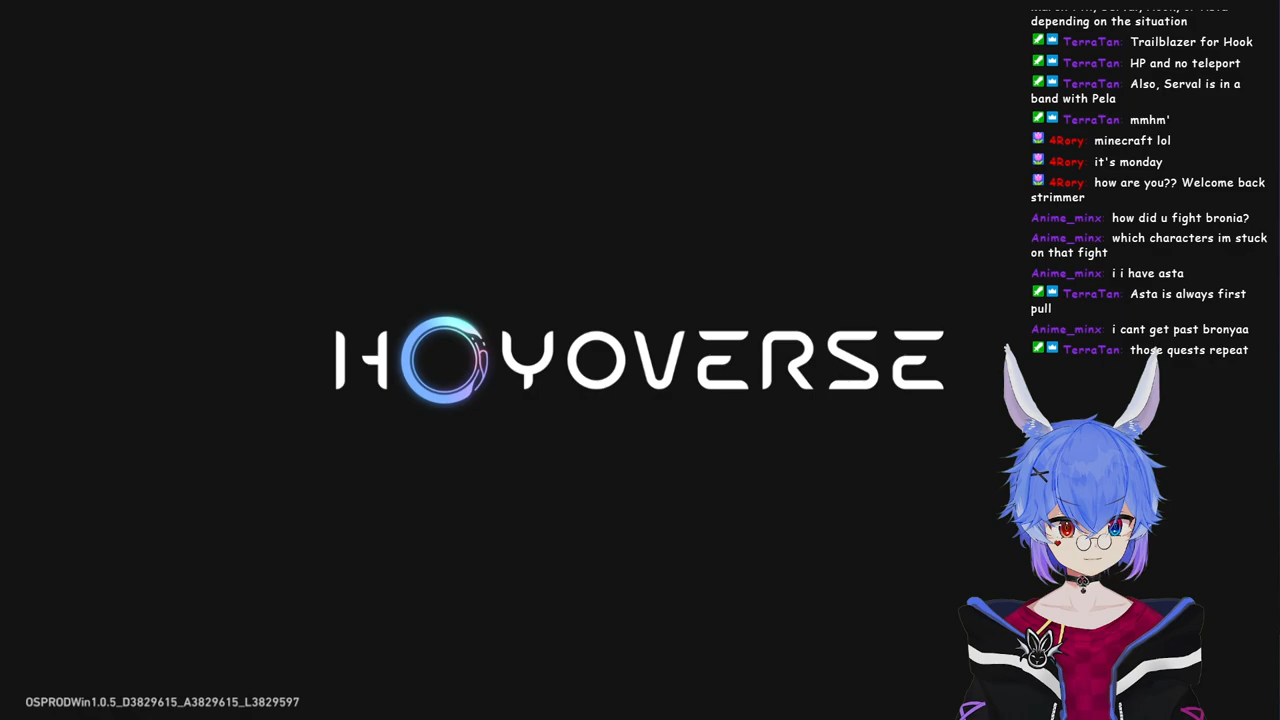 depending on the situation
TerraTan: Trailblazer for Hook
TerraTan: HP and no teleport
TerraTan: Also, Serval is in a
band with Pela
TerraTan: mmhm'
4Rory: minecraft lol
4Rory: it's monday
4Rory: how are you?? Welcome back
strimmer
Anime_minx: how did u fight bronia?
Anime_minx: which characters im stuck
on that fight
Anime_minx: i i have asta
TerraTan: Asta is always first
pull
Anime_minx: i cant get past bronyaa
TerraTan: those quests repeat
HOYOVERSE
OSPRODWin1.0.5_D3829615_A3829615_L3829597